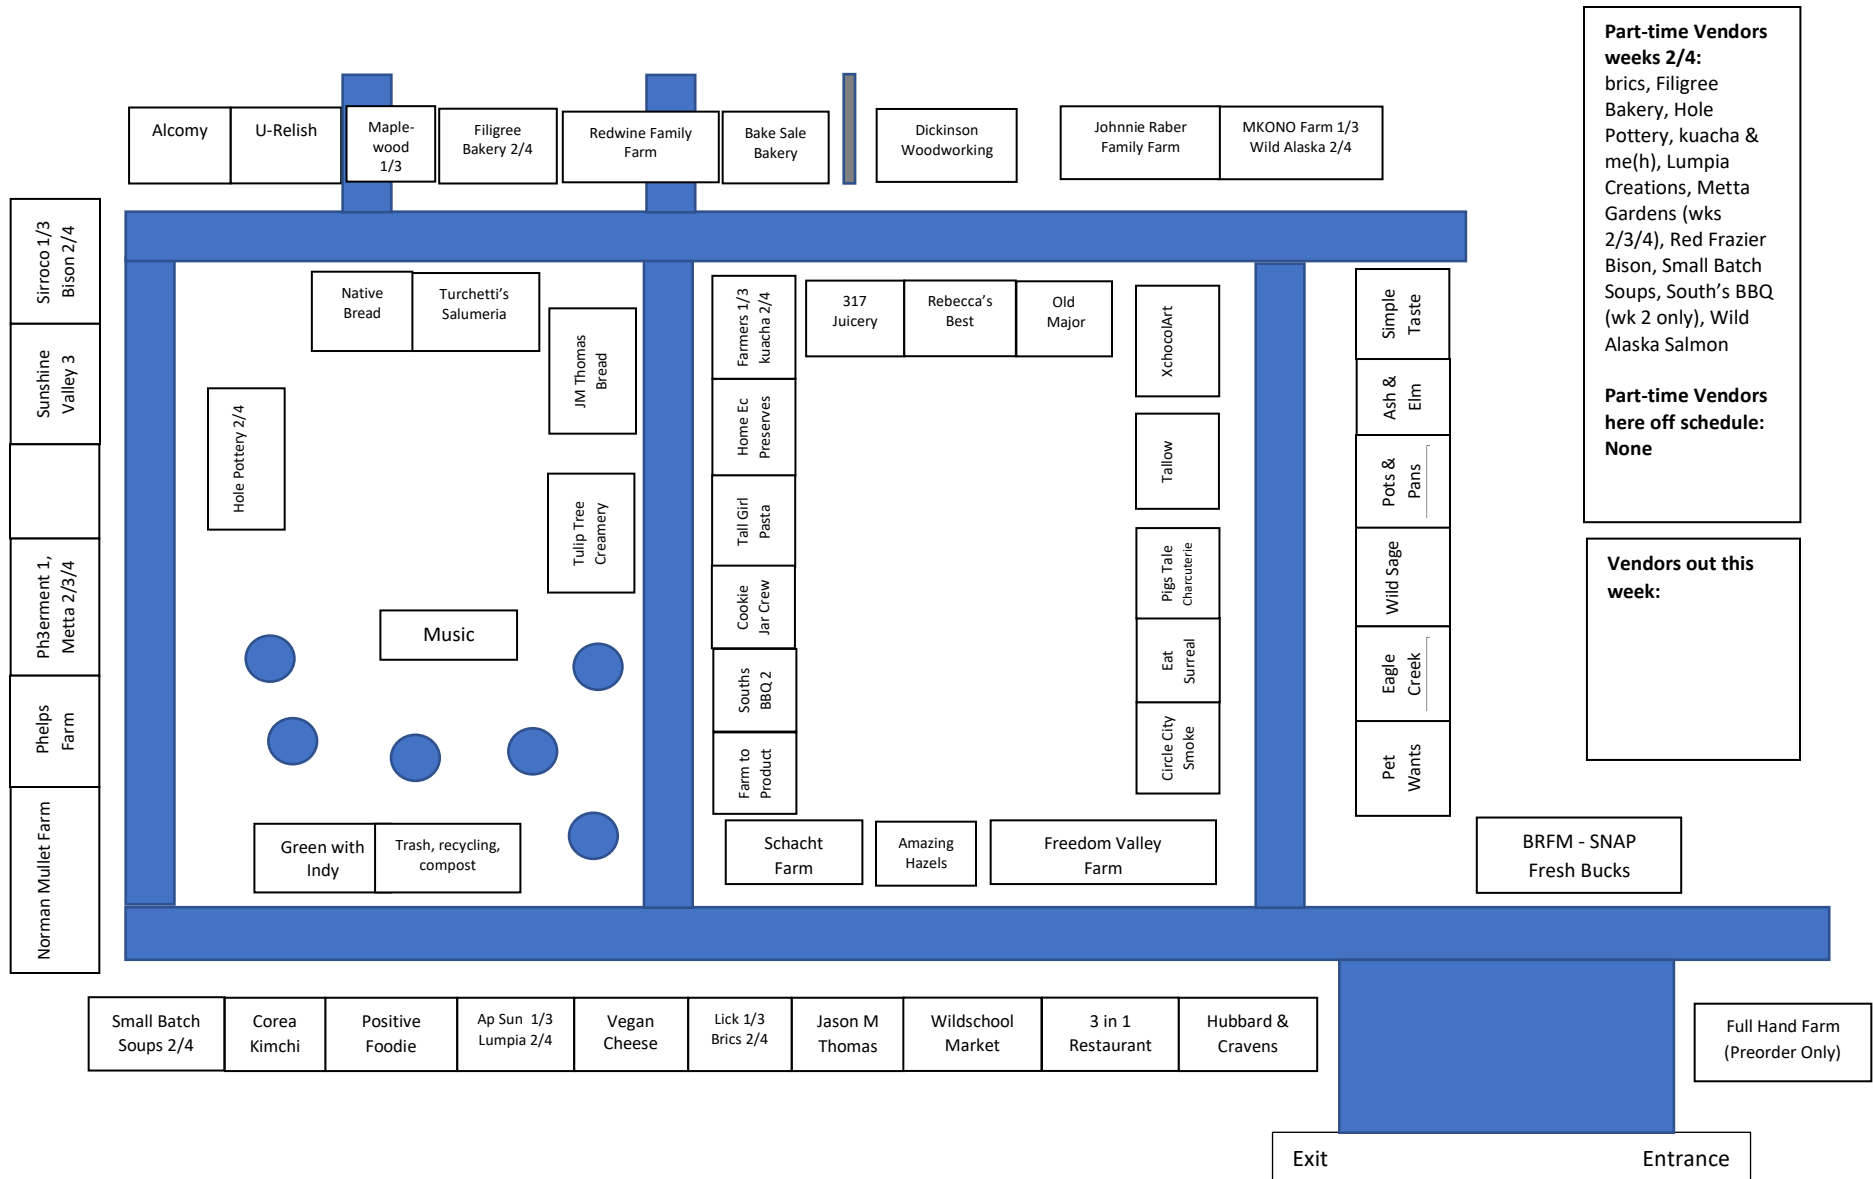 Alcomy
U-Relish
Maple-
wood
1/3
Filigree
Bakery 2/4
Redwine Family
Farm
Bake Sale
Bakery
Dickinson
Woodworking
Johnnie Raber
Family Farm
MKONO Farm 1/3
Wild Alaska 2/4
Part-time Vendors
weeks 2/4:
brics, Filigree
Bakery, Hole
Pottery, kuacha &
me(h), Lumpia
Creations, Metta
Gardens (wks
2/3/4), Red Frazier
Bison, Small Batch
Soups, South's BBQ
(wk 2 only), Wild
Alaska Salmon
Part-time Vendors
here off schedule:
None
Vendors out this
week:
Sirroco 1/3
Bison 2/4
Sunshine
Valley 3
Ph3erment 1,
Metta 2/3/4
Phelps
Farm
Norman Mullet Farm
Native
Bread
Turchetti's
Salumeria
JM Thomas
Bread
Hole Pottery 2/4
Tulip Tree
Creamery
Music
Green with
Indy
Trash, recycling,
compost
Farmers 1/3
kuacha 2/4
Home Ec
Preserves
Tall Girl
Pasta
Cookie
Jar Crew
Souths
BBQ 2
Farm to
Product
317
Juicery
Rebecca's
Best
Old
Major
XchocolArt
Tallow
Pigs Tale
Charcuterie
Eat
Surreal
Circle City
Smoke
Schacht
Farm
Amazing
Hazels
Freedom Valley
Farm
Simple
Taste
Ash &
Elm
Pots &
Pans
Wild Sage
Eagle
Creek
Pet
Wants
BRFM - SNAP
Fresh Bucks
Small Batch
Soups 2/4
Corea
Kimchi
Positive
Foodie
Ap Sun 1/3
Lumpia 2/4
Vegan
Cheese
Lick 1/3
Brics 2/4
Jason M
Thomas
Wildschool
Market
3 in 1
Restaurant
Hubbard &
Cravens
Full Hand Farm
(Preorder Only)
Exit
Entrance